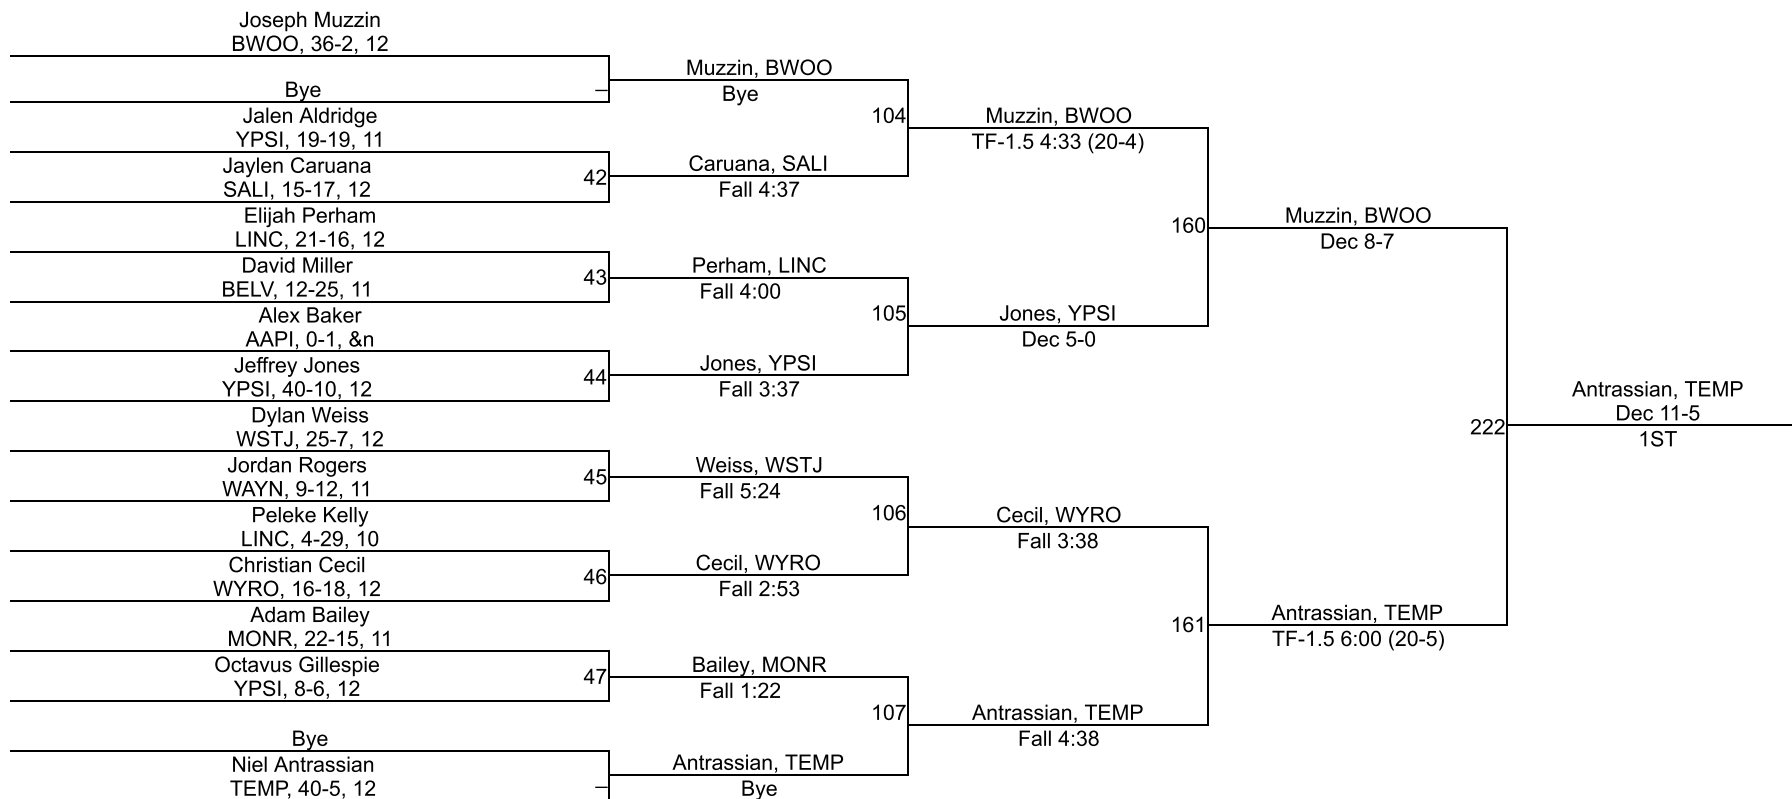 Joseph Muzzin
BWOO, 36-2, 12
Bye
–
Jalen Aldridge
YPSI, 19-19, 11
Jaylen Caruana
SALI, 15-17, 12
42
Elijah Perham
LINC, 21-16, 12
David Miller
BELV, 12-25, 11
43
Alex Baker
AAPI, 0-1, &n
Jeffrey Jones
YPSI, 40-10, 12
44
Dylan Weiss
WSTJ, 25-7, 12
Jordan Rogers
WAYN, 9-12, 11
45
Peleke Kelly
LINC, 4-29, 10
Christian Cecil
WYRO, 16-18, 12
46
Adam Bailey
MONR, 22-15, 11
Octavus Gillespie
YPSI, 8-6, 12
47
Bye
Niel Antrassian
TEMP, 40-5, 12
–
Muzzin, BWOO
Bye
104
Caruana, SALI
Fall 4:37
Perham, LINC
Fall 4:00
105
Jones, YPSI
Fall 3:37
Weiss, WSTJ
Fall 5:24
106
Cecil, WYRO
Fall 2:53
Bailey, MONR
Fall 1:22
107
Antrassian, TEMP
Bye
Muzzin, BWOO
TF-1.5 4:33 (20-4)
160
Jones, YPSI
Dec 5-0
Cecil, WYRO
Fall 3:38
161
Antrassian, TEMP
Fall 4:38
Muzzin, BWOO
Dec 8-7
222
Antrassian, TEMP
TF-1.5 6:00 (20-5)
Antrassian, TEMP
Dec 11-5
1ST